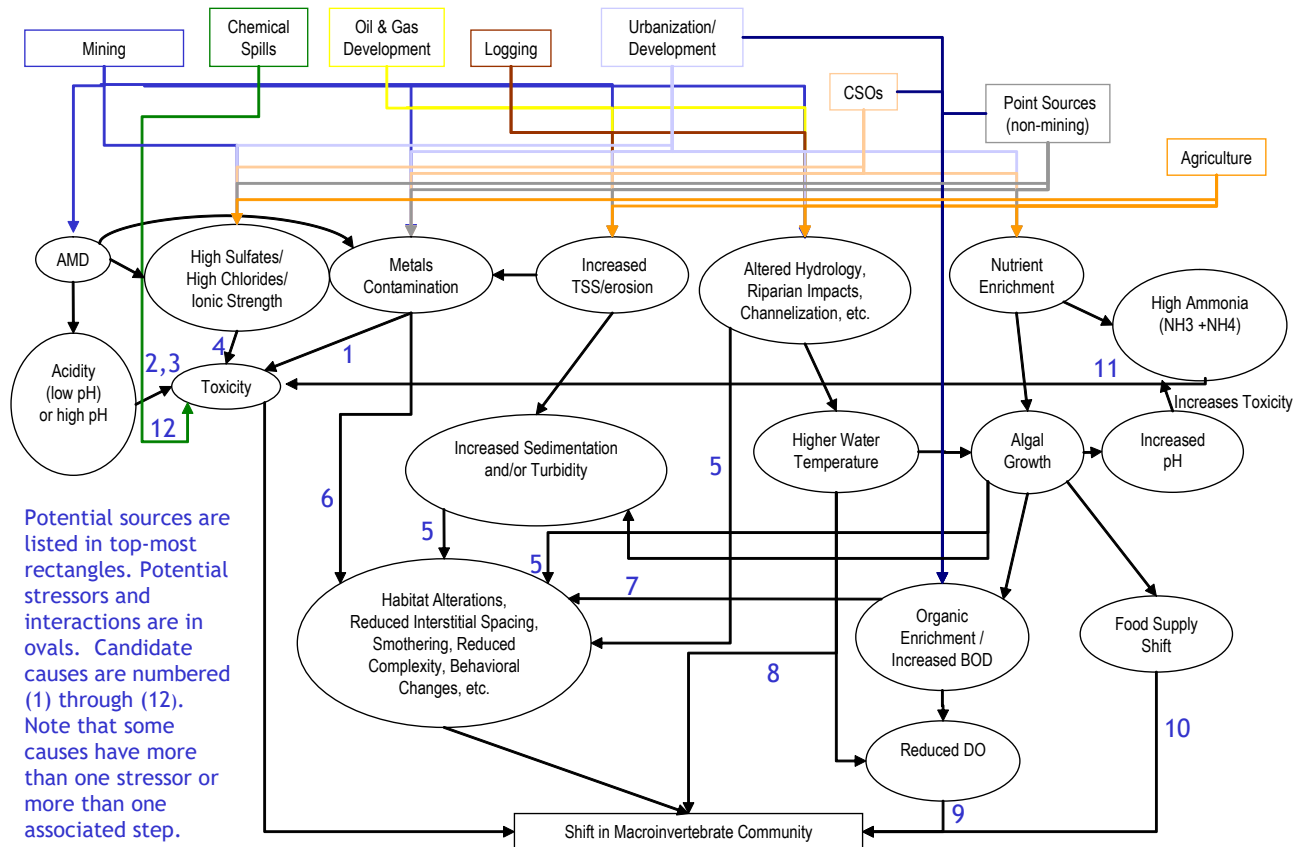 Chemical
Spills
Oil & Gas
Development
Urbanization/
Development
Mining
Logging
CSOs
Point Sources
(non-mining)
Agriculture
AMD
High Sulfates/
High Chlorides/
Ionic Strength
Metals
Contamination
Increased
TSS/erosion
Altered Hydrology,
Riparian Impacts,
Channelization, etc.
Nutrient
Enrichment
High Ammonia
(NH3 +NH4)
4
1
2,3
11
Acidity
(low pH)
or high pH
Toxicity
12
Increases Toxicity
Increased Sedimentation
and/or Turbidity
5
Higher Water
Temperature
Algal
Growth
Increased
pH
6
5
5
7
Potential sources are
listed in top-most
rectangles. Potential
stressors and
interactions are in
ovals. Candidate
causes are numbered
(1) through (12).
Note that some
causes have more
than one stressor or
more than one
associated step.
Habitat Alterations,
Reduced Interstitial Spacing,
Smothering, Reduced
Complexity, Behavioral
Changes, etc.
Organic
Enrichment /
Increased BOD
Food Supply
Shift
8
10
Reduced DO
9
Shift in Macroinvertebrate Community